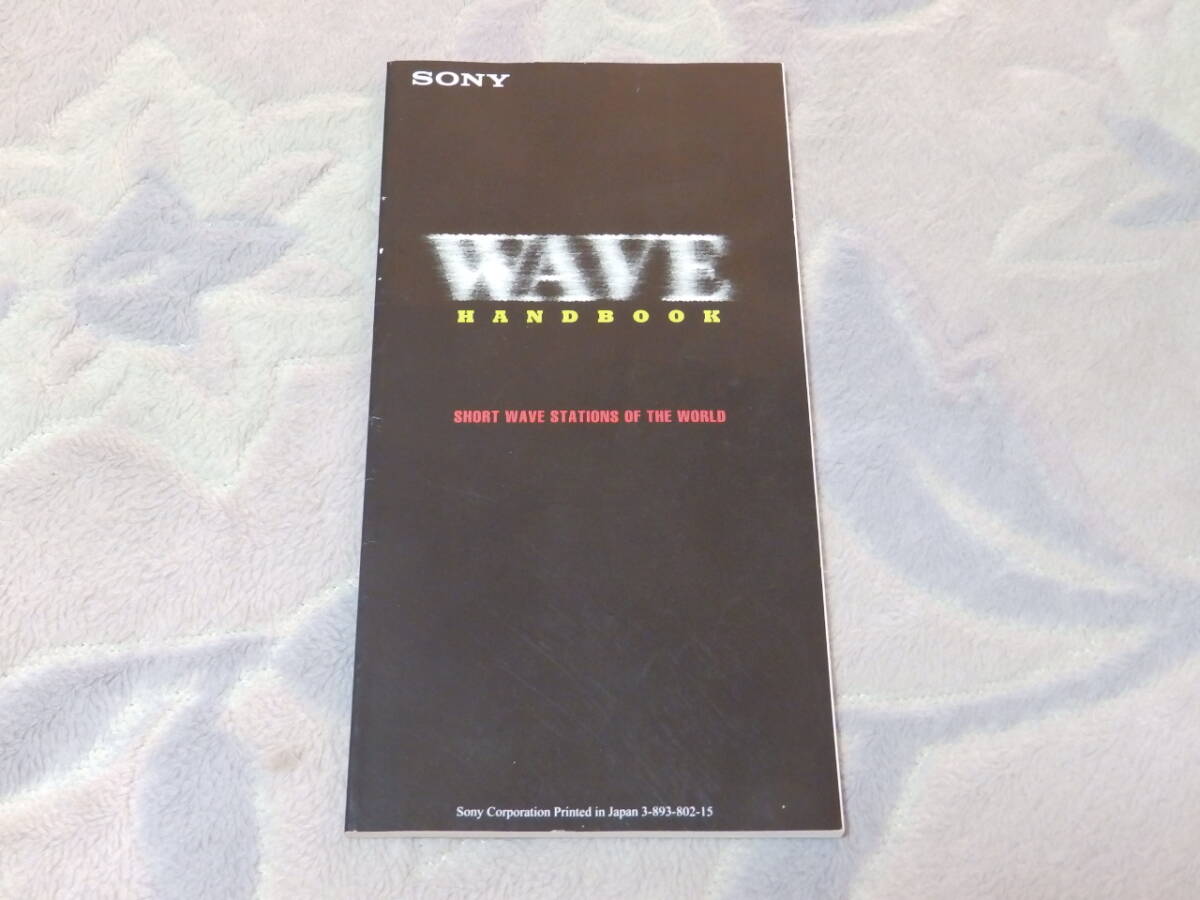 SONY
WAVE
HANDBOOK
SHORT WAVE STATIONS OF THE WORLD
Sony Corporation Printed in Japan 3-893-802-15